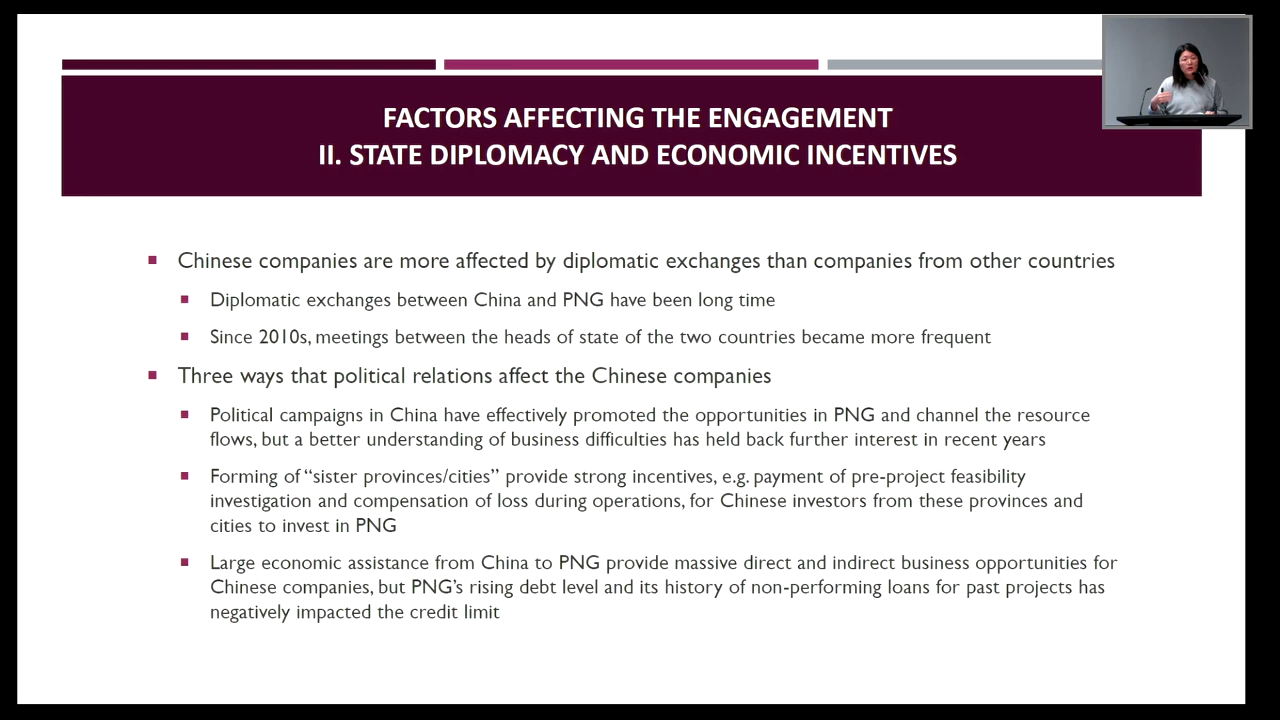 FACTORS AFFECTING THE ENGAGEMENT
II. STATE DIPLOMACY AND ECONOMIC INCENTIVES
Chinese companies are more affected by diplomatic exchanges than companies from other countries
Diplomatic exchanges between China and PNG have been long time
Since 2010s, meetings between the heads of state of the two countries became more frequent
Three ways that political relations affect the Chinese companies
Political campaigns in China have effectively promoted the opportunities in PNG and channel the resource
flows, but a better understanding of business difficulties has held back further interest in recent years
Forming of “sister provinces/cities” provide strong incentives, e.g. payment of pre-project feasibility
investigation and compensation of loss during operations, for Chinese investors from these provinces and
cities to invest in PNG
Large economic assistance from China to PNG provide massive direct and indirect business opportunities for
Chinese companies, but PNG’s rising debt level and its history of non-performing loans for past projects has
negatively impacted the credit limit